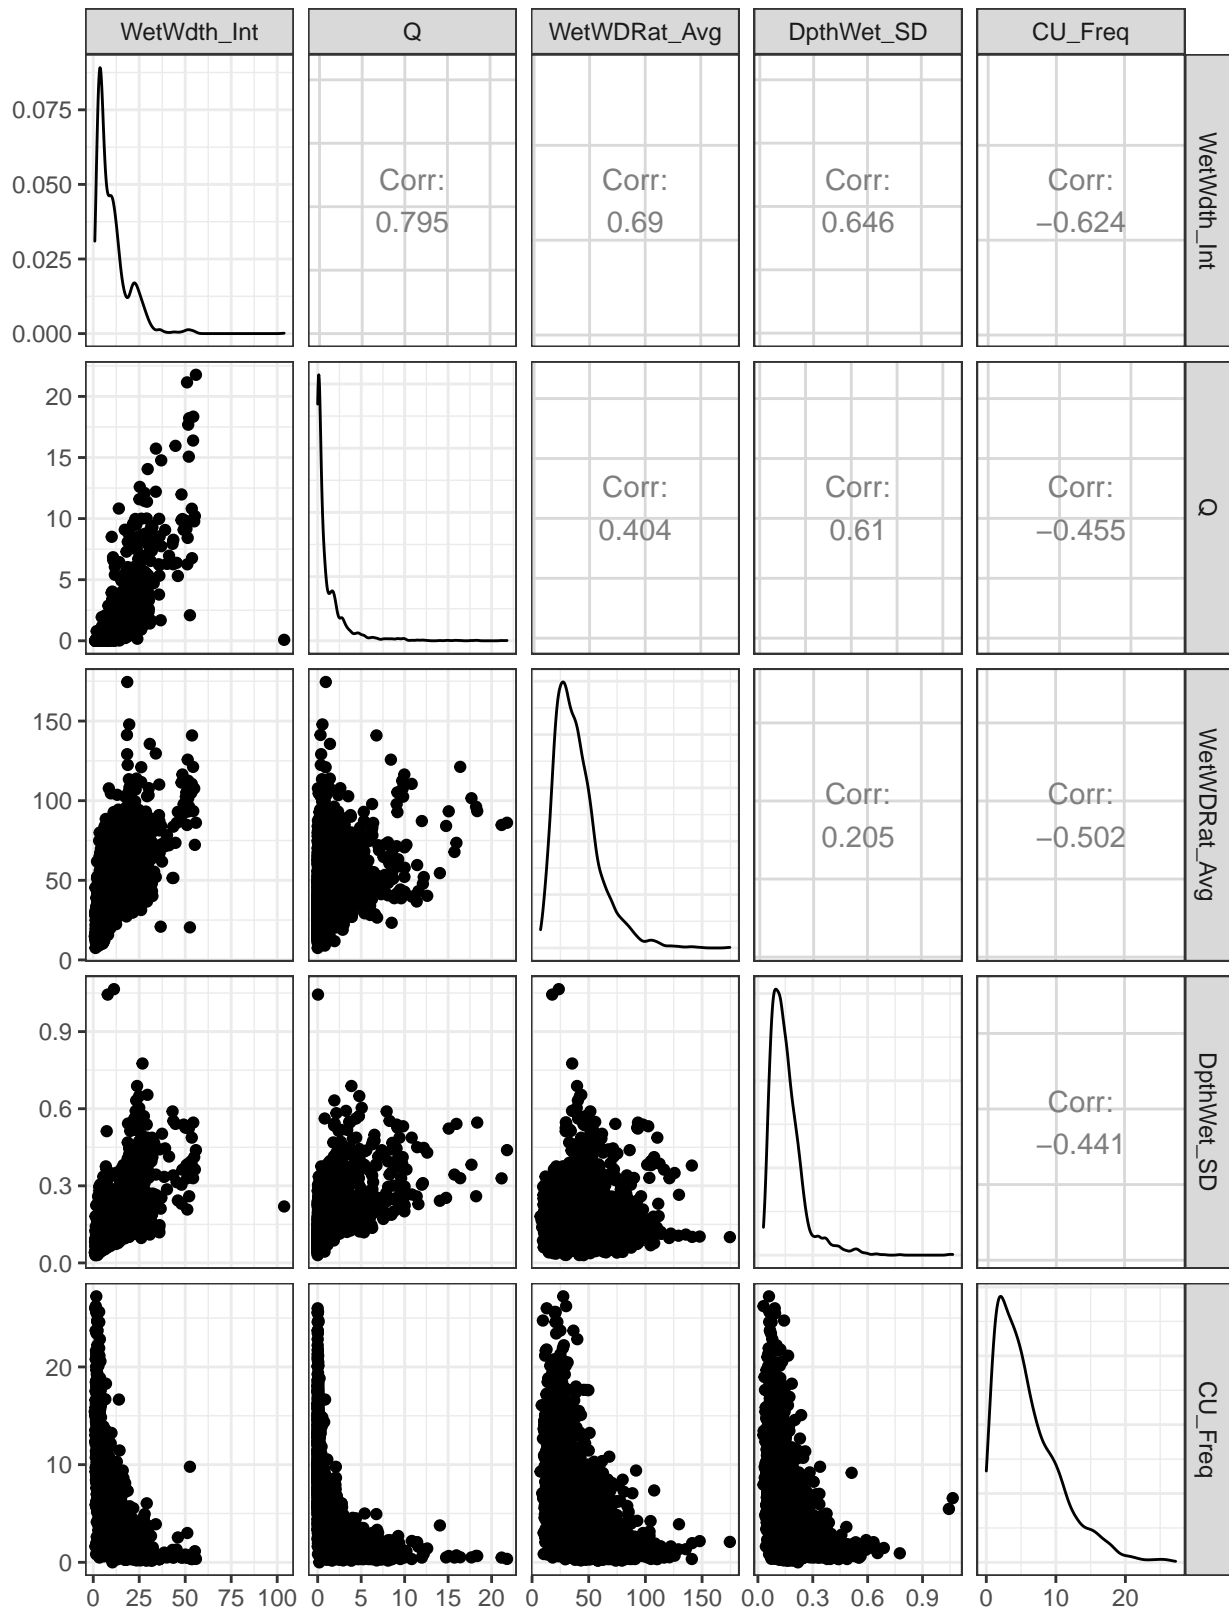 WetWdth_Int Q WetWDRat_Avg DpthWet_SD CU_Freq
0.075
0.050
0.025
0.000
Corr:
0.795
Corr:
0.69
Corr:
0.646
Corr:
−0.624
WetWdth_Int
20
15
10
5
0
Corr:
0.404
Corr:
0.61
Corr:
−0.455
Q
150
100
50
0
Corr:
0.205
Corr:
−0.502
WetWDRat_Avg
0.9
0.6
0.3
0.0
Corr:
−0.441
DpthWet_SD
20
10
0
CU_Freq
0 25 50 75 100 0 5 10 15 20 0 50 100 150 0.0 0.3 0.6 0.9 0 10 20